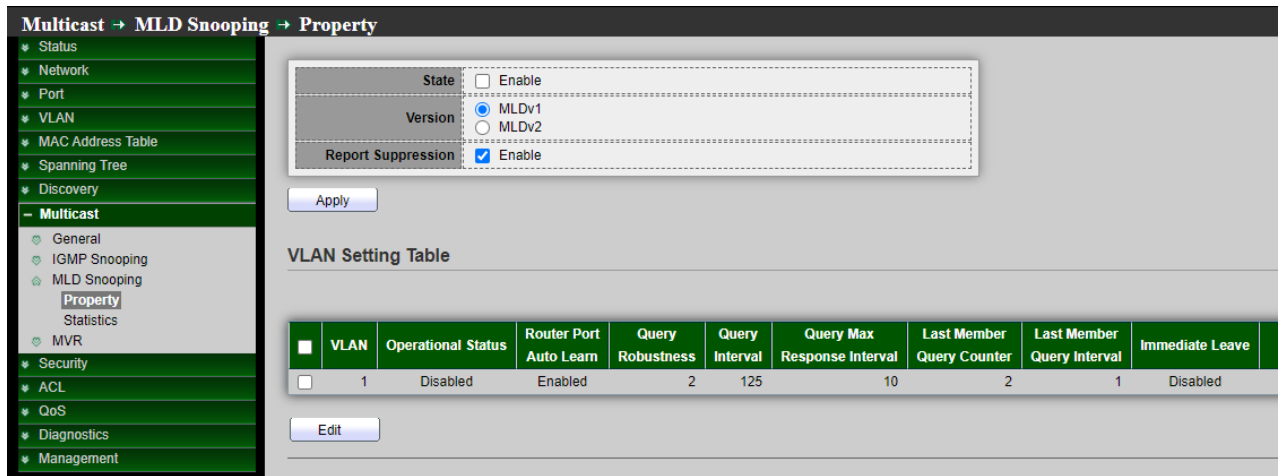 Multicast → MLD Snooping → Property
Status
Network
Port
VLAN
MAC Address Table
Spanning Tree
Discovery
Multicast
General
IGMP Snooping
MLD Snooping
Property
Statistics
MVR
Security
ACL
QoS
Diagnostics
Management
State Enable
Version MLDv1
MLDv2
Report Suppression Enable
Apply
VLAN Setting Table
VLAN Operational Status Router Port Auto Learn Query Robustness Query Interval Query Max Response Interval Last Member Query Counter Last Member Query Interval Immediate Leave
1 Disabled Enabled 2 125 10 2 1 Disabled
Edit